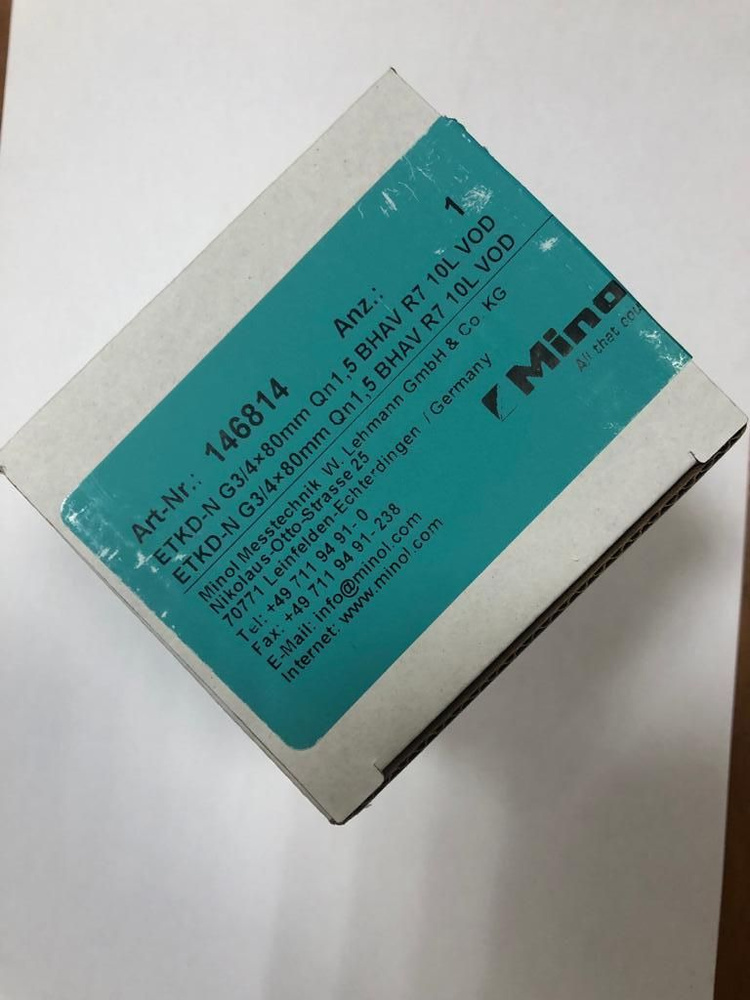 Art-Nr.: 146814 Anz.: 1
ETKD-N G3/4×80mm Qn1,5 BHAV R7 10L VOD
ETKD-N G3/4×80mm Qn1,5 BHAV R7 10L VOD
Minol Messtechnik W. Lehmann GmbH & Co. KG
Nikolaus-Otto-Strasse 25
70771 Leinfelden-Echterdingen / Germany
Tel: +49 711 94 91- 0
Fax: +49 711 94 91-238
E-Mail: info@minol.com
Internet: www.minol.com
Minol
All that